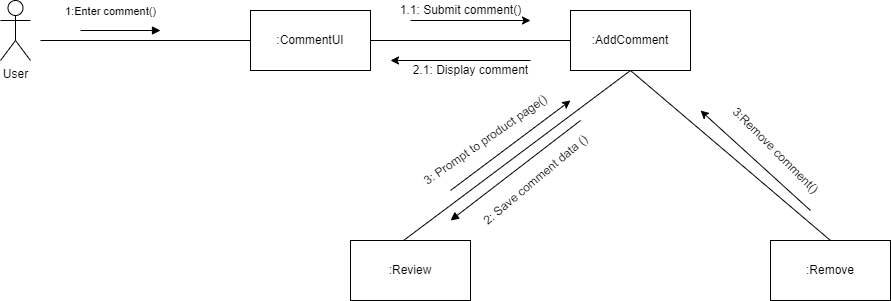 1:Enter comment()
1.1: Submit comment()
User
:CommentUI
:AddComment
2.1: Display comment
3: Prompt to product page()
2: Save comment data ()
3:Remove comment()
:Review
:Remove